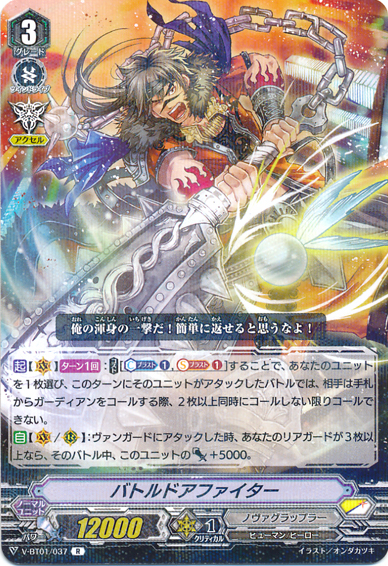 3
グレード
ツインドライブ
アクセル
俺の渾身の一撃だ！簡単に返せると思うなよ！
起【V】ターン1回：[Cブラスト1，Sブラスト1]することで、あなたのユニット
を1枚選び、このターンにそのユニットがアタックしたバトルでは、相手は手札
からガーディアンをコールする際、2枚以上同時にコールしない限りコールで
きない。
自【V/R】：ヴァンガードにアタックした時、あなたのリアガードが3枚以
上なら、そのバトル中、このユニットの+5000。
バトルドアファイター
ノーマル
ユニット
パワー
12000
1
クリティカル
ノヴァグラップラー
ヒューマン/ヒーロー
V-BT01/037 R
イラスト/オンダカツキ